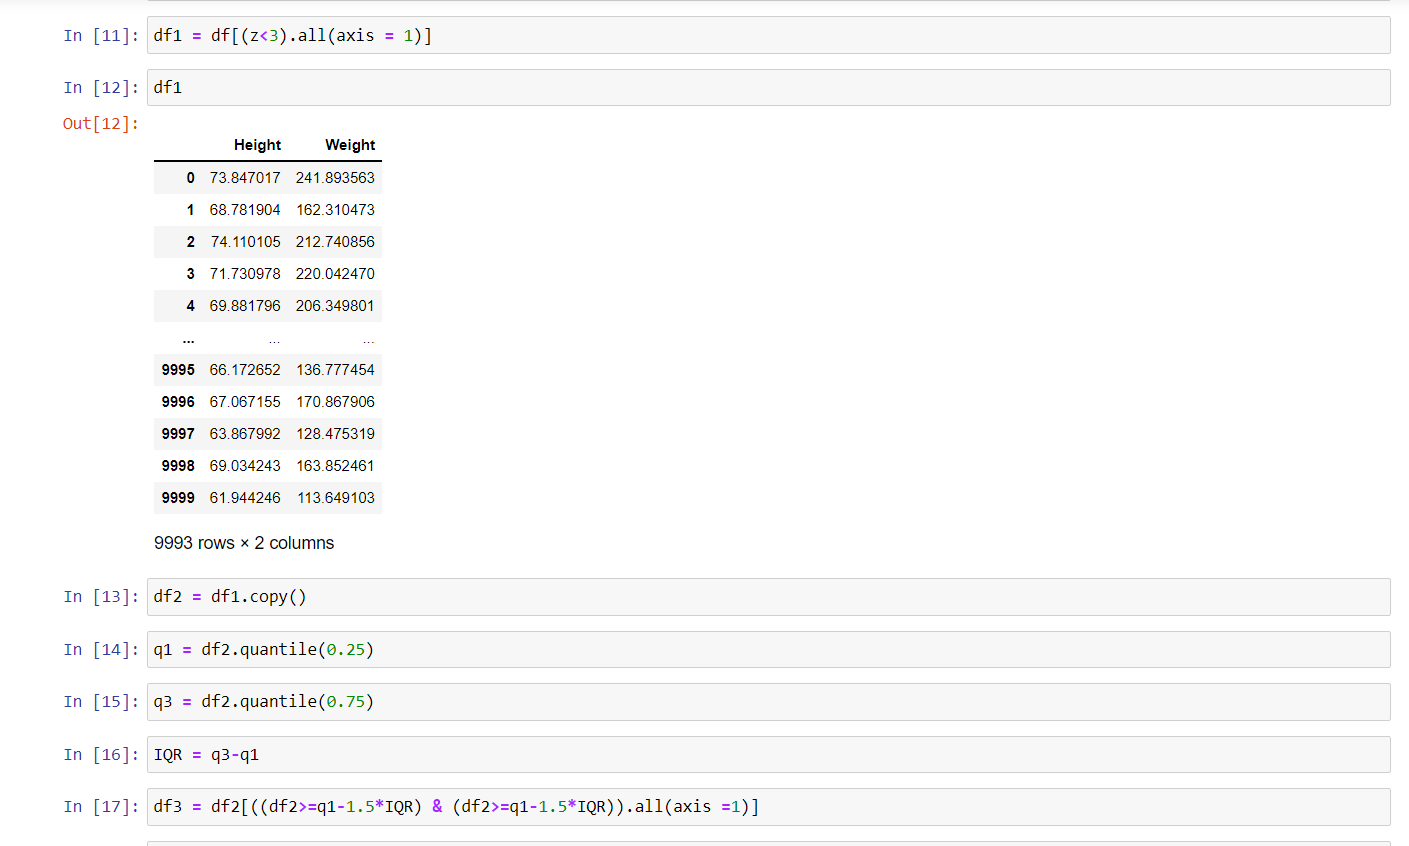 In [11]: df1 = df[(z<3).all(axis = 1)]
In [12]: df1
Out[12]:
Height Weight
0 73.847017 241.893563
1 68.781904 162.310473
2 74.110105 212.740856
3 71.730978 220.042470
4 69.881796 206.349801
... ... ...
9995 66.172652 136.777454
9996 67.067155 170.867906
9997 63.867992 128.475319
9998 69.034243 163.852461
9999 61.944246 113.649103
9993 rows × 2 columns
In [13]: df2 = df1.copy()
In [14]: q1 = df2.quantile(0.25)
In [15]: q3 = df2.quantile(0.75)
In [16]: IQR = q3-q1
In [17]: df3 = df2[((df2>=q1-1.5*IQR) & (df2>=q1-1.5*IQR)).all(axis =1)]